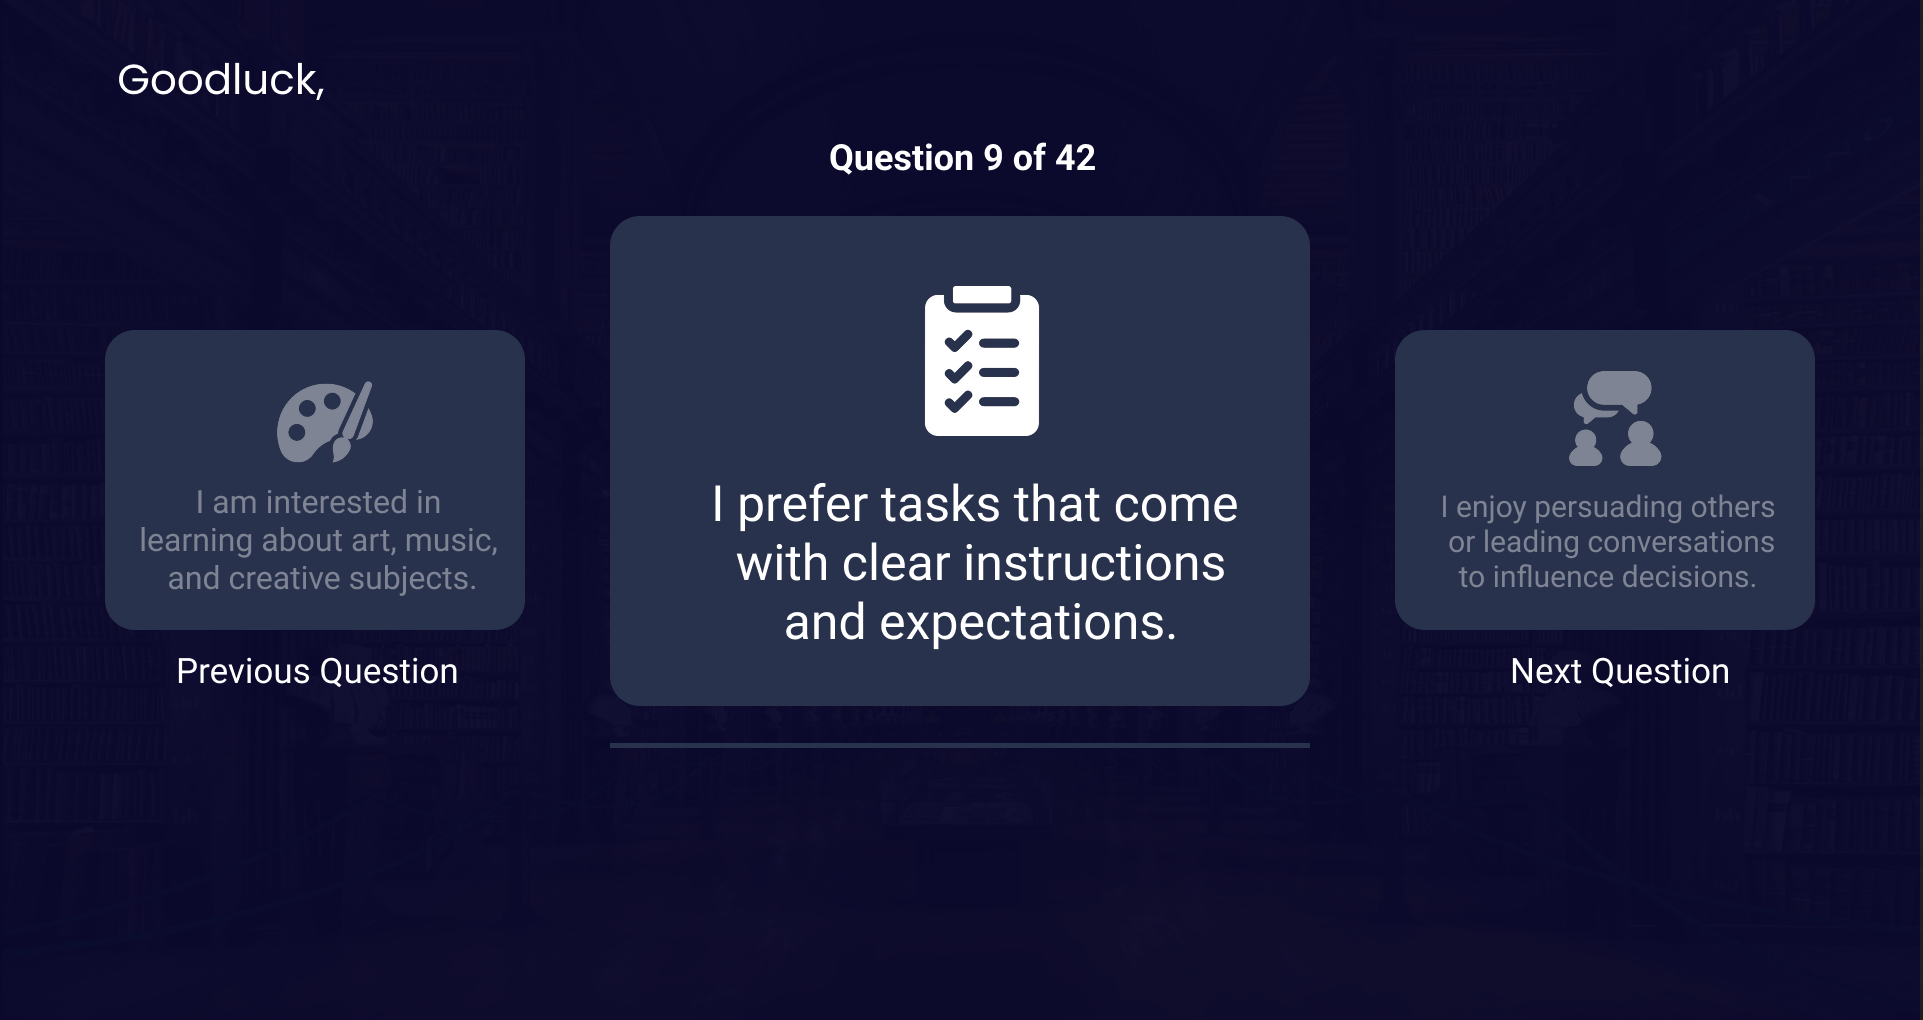 Goodluck,
Question 9 of 42
I am interested in
learning about art, music,
and creative subjects.
Previous Question
I prefer tasks that come
with clear instructions
and expectations.
I enjoy persuading others
or leading conversations
to influence decisions.
Next Question